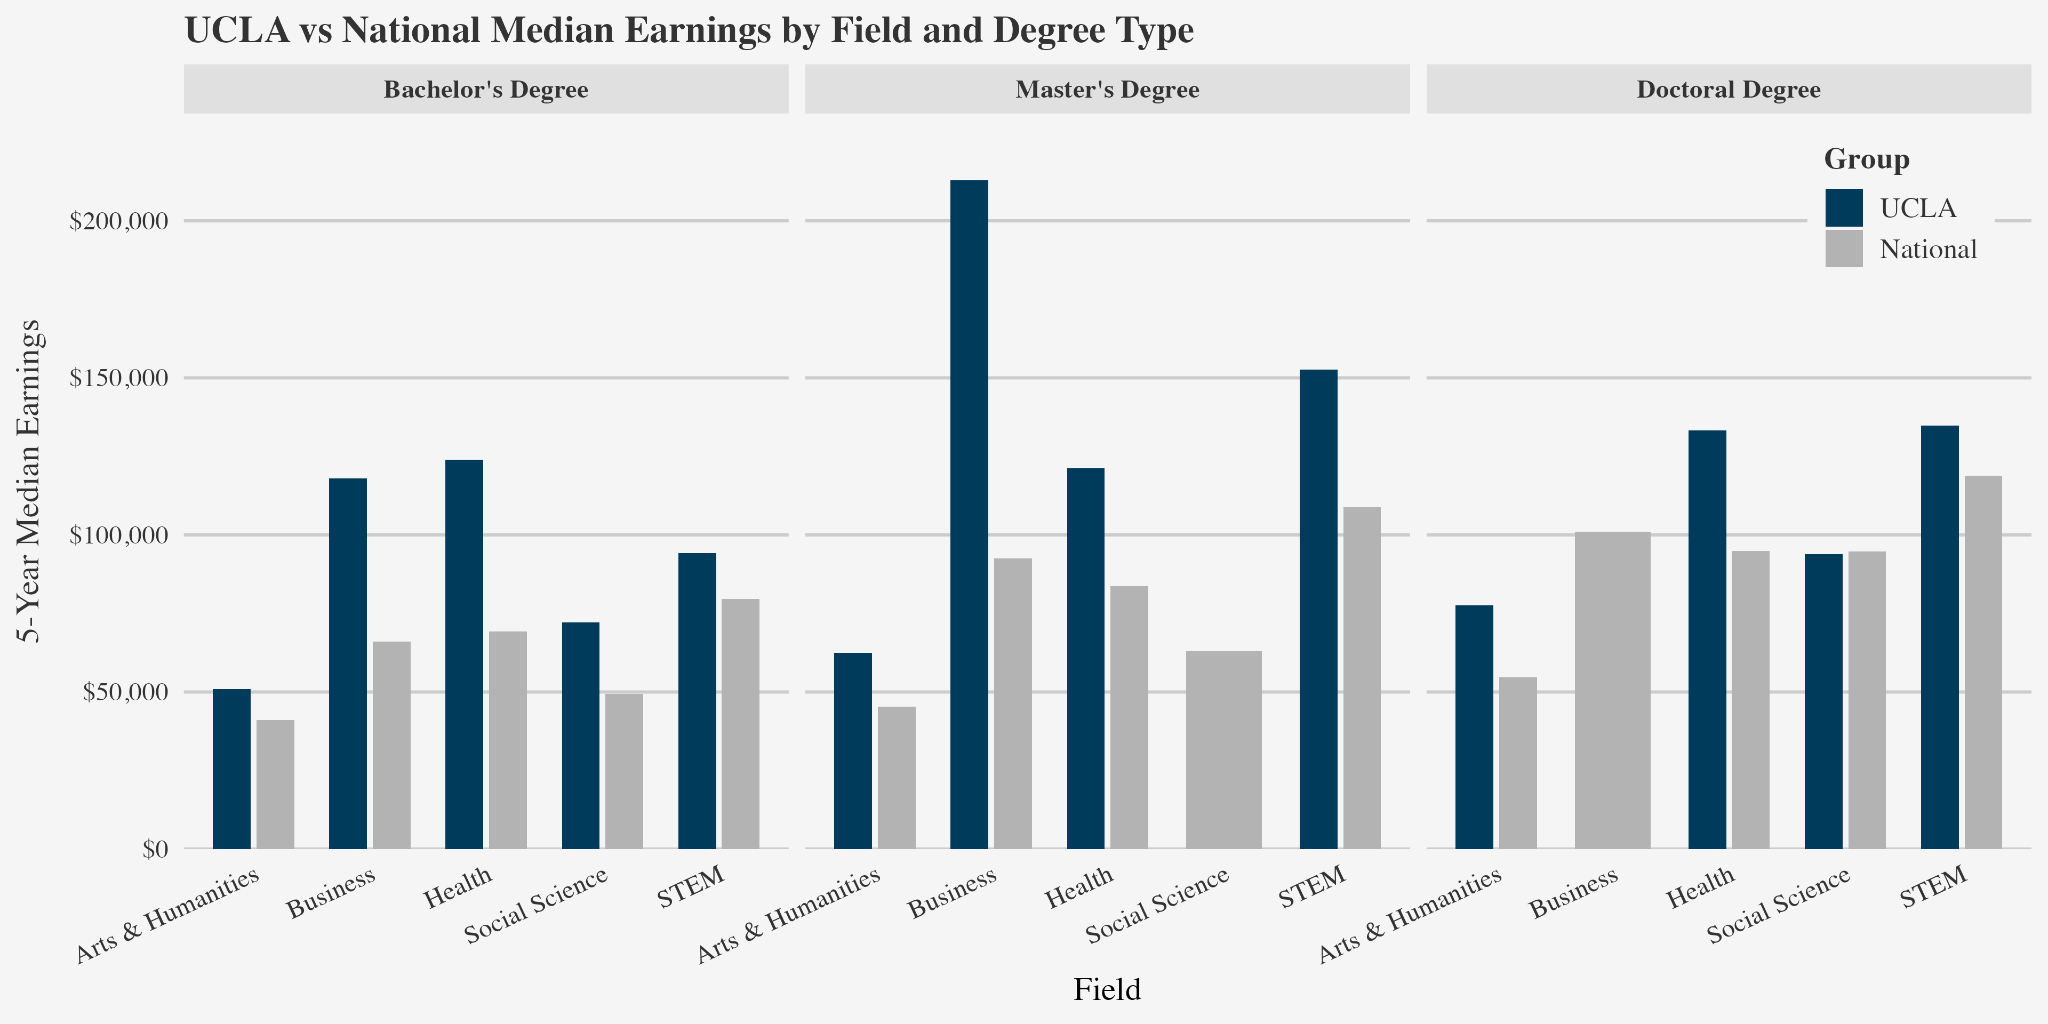 UCLA vs National Median Earnings by Field and Degree Type
Bachelor's Degree
Master's Degree
Doctoral Degree
Group
UCLA
National
5-Year Median Earnings
$200,000
$150,000
$100,000
$50,000
$0
Arts & Humanities
Business
Health
Social Science
STEM
Arts & Humanities
Business
Health
Social Science
STEM
Arts & Humanities
Business
Health
Social Science
STEM
Field